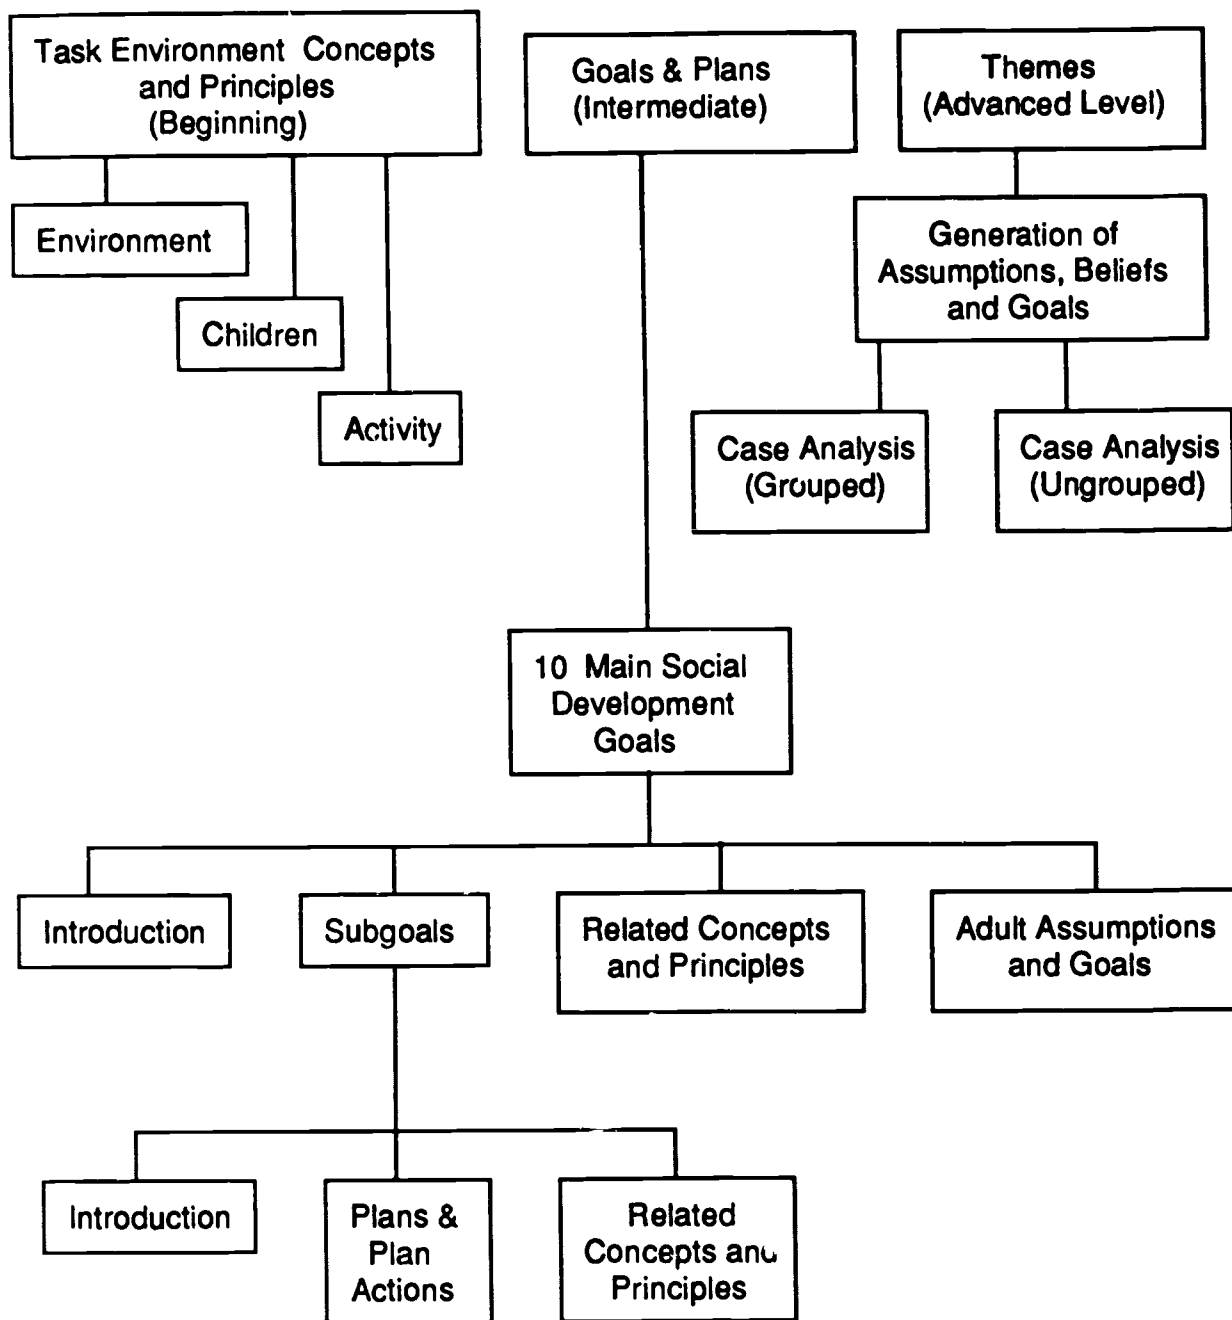 Task Environment Concepts
and Principles
(Beginning)
Goals & Plans
(Intermediate)
Themes
(Advanced Level)
Environment
Children
Activity
Generation of
Assumptions, Beliefs
and Goals
Case Analysis
(Grouped)
Case Analysis
(Ungrouped)
10 Main Social
Development
Goals
Introduction
Subgoals
Related Concepts
and Principles
Adult Assumptions
and Goals
Introduction
Plans &
Plan
Actions
Related
Concepts and
Principles